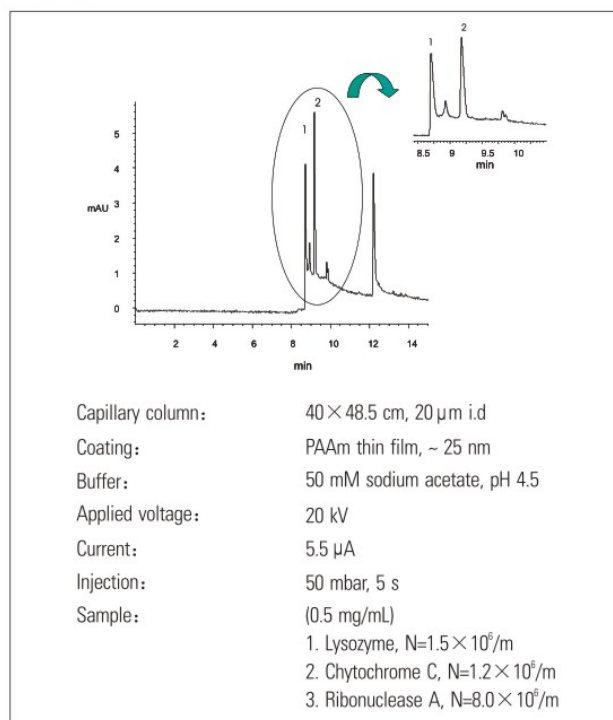 1
2
8.5 9 9.5 10
min
1
2
5
4
mAU 3
2
1
0
2 4 6 8 10 12 14
min
Capillary column： 40×48.5 cm, 20μm i.d
Coating： PAAm thin film, ~ 25 nm
Buffer： 50 mM sodium acetate, pH 4.5
Applied voltage： 20 kV
Current： 5.5 μA
Injection： 50 mbar, 5 s
Sample： (0.5 mg/mL)
1. Lysozyme, N=1.5×10⁶/m
2. Chytochrome C, N=1.2×10⁶/m
3. Ribonuclease A, N=8.0×10⁶/m